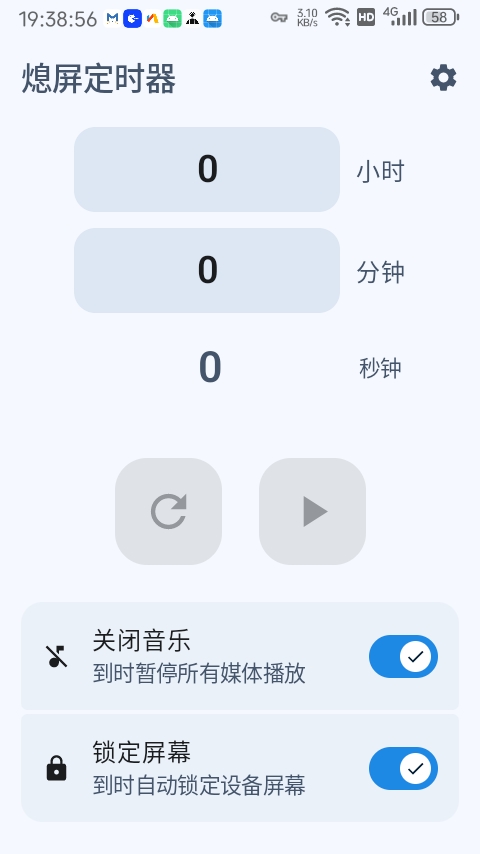 19:38:56
3.10
KB/s
HD
4G
58
熄屏定时器
0
小时
0
分钟
0
秒钟
关闭音乐
到时暂停所有媒体播放
锁定屏幕
到时自动锁定设备屏幕